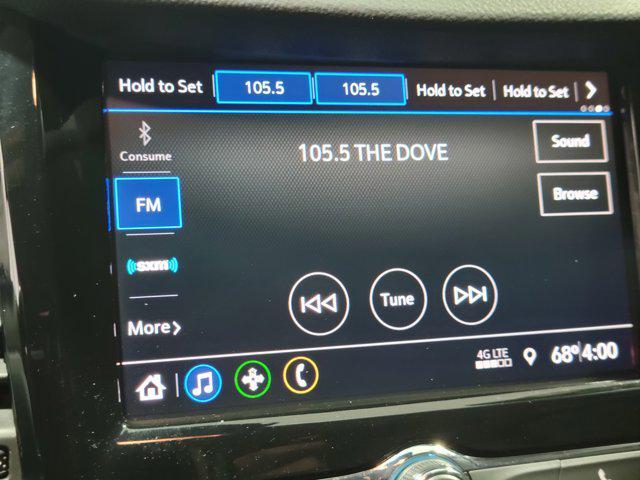 Hold to Set 105.5 105.5 Hold to Set Hold to Set
Consume
105.5 THE DOVE
Sound
FM
Browse
sxm
Tune
More
4G LTE
68° 4:00